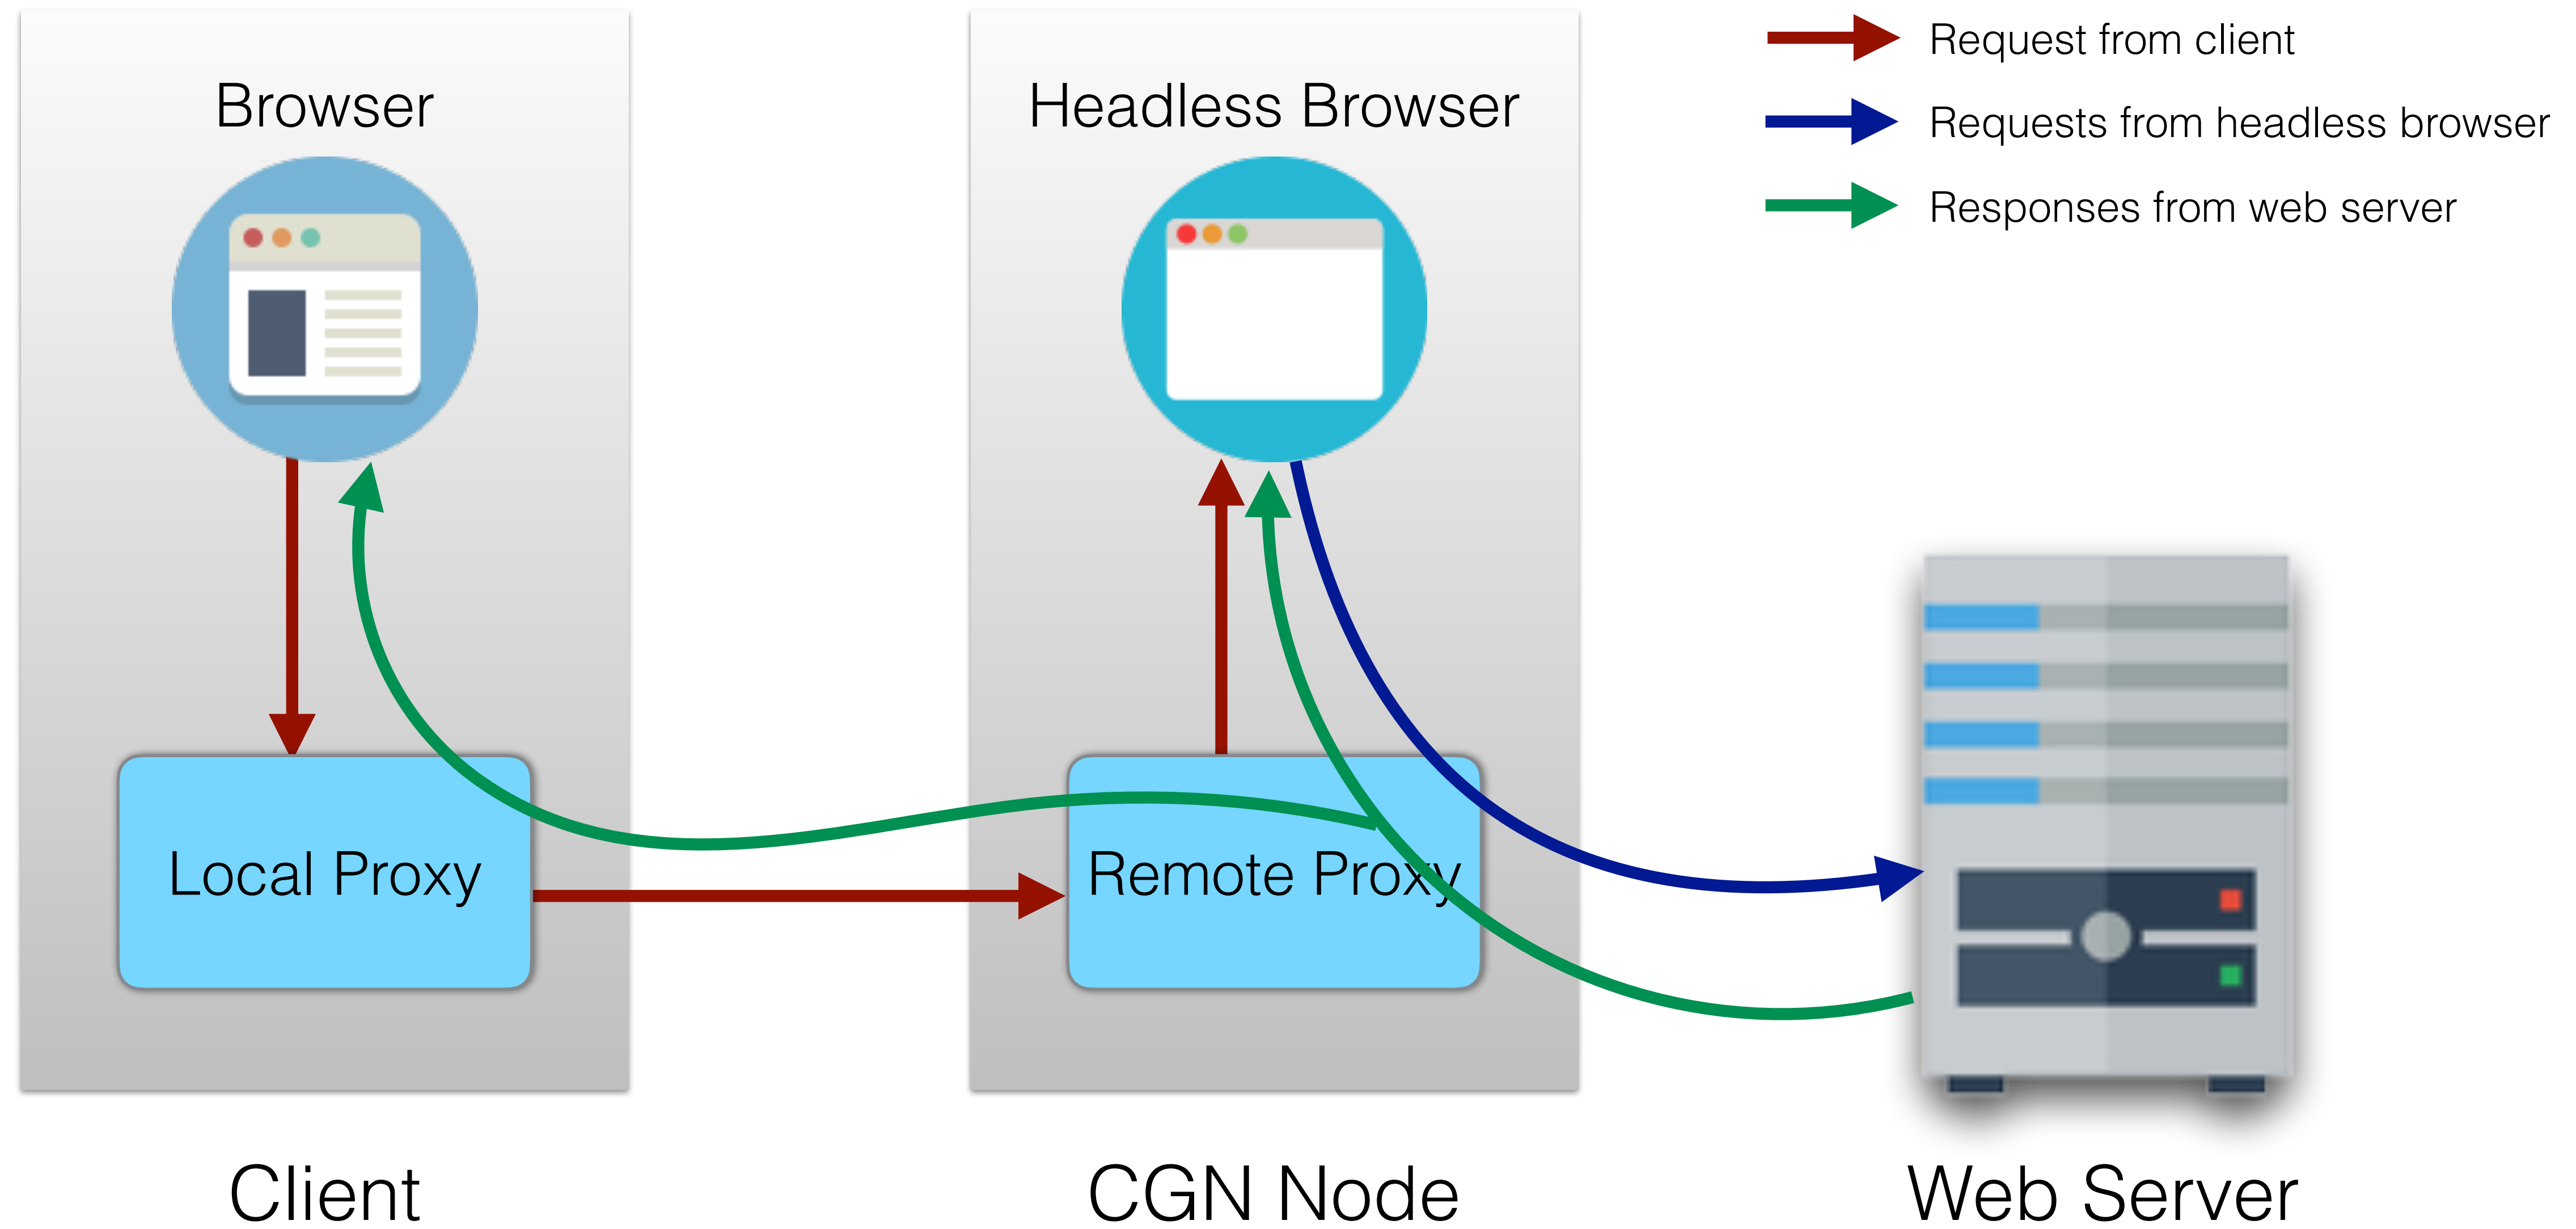 Browser
Headless Browser
Request from client
Requests from headless browser
Responses from web server
Local Proxy
Remote Proxy
Client
CGN Node
Web Server